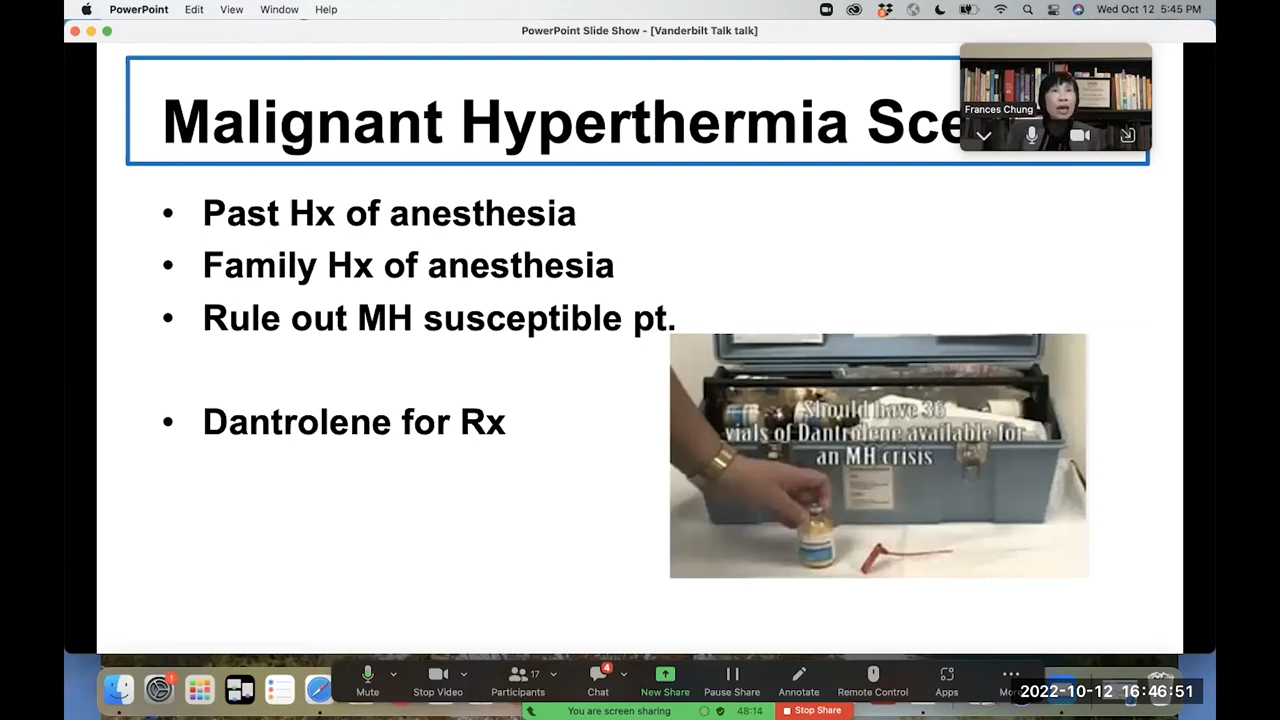 PowerPoint Edit View Window Help
Wed Oct 12 5:45 PM
PowerPoint Slide Show - [Vanderbilt Talk talk]
Malignant Hyperthermia Sce
Frances Chung
• Past Hx of anesthesia
• Family Hx of anesthesia
• Rule out MH susceptible pt.
• Dantrolene for Rx
Should have 36
vials of Dantrolene available for
an MH crisis
4
17
1
Mute
Stop Video
Participants
Chat
New Share
Pause Share
Annotate
Remote Control
Apps
2022-10-12 16:46:51
You are screen sharing
48:14
Stop Share